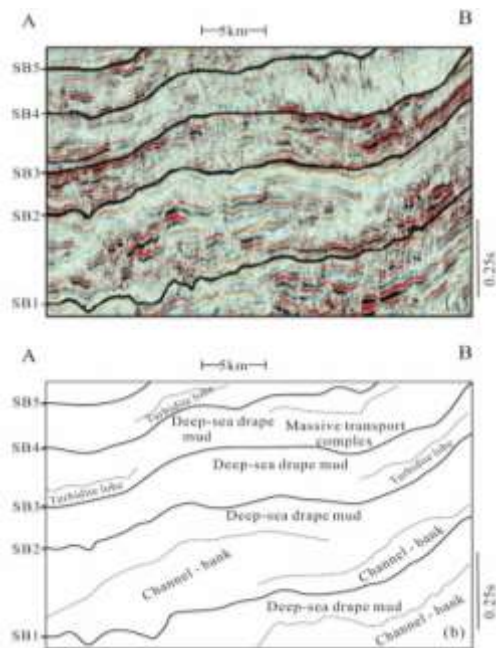 A B
5km
SB5
SB4
SB3
SB2
SB1
0.25s
A B
5km
SB5
Turbidite lobe
Deep-sea drape
mud
Massive transport
complex
SB4
Deep-sea drape mud
Turbidite lobe
Turbidite lobe
SB3
Deep-sea drape mud
SB2
Channel - bank
Channel - bank
Deep-sea drape mud
Channel - bank
SB1
(b)
0.25s